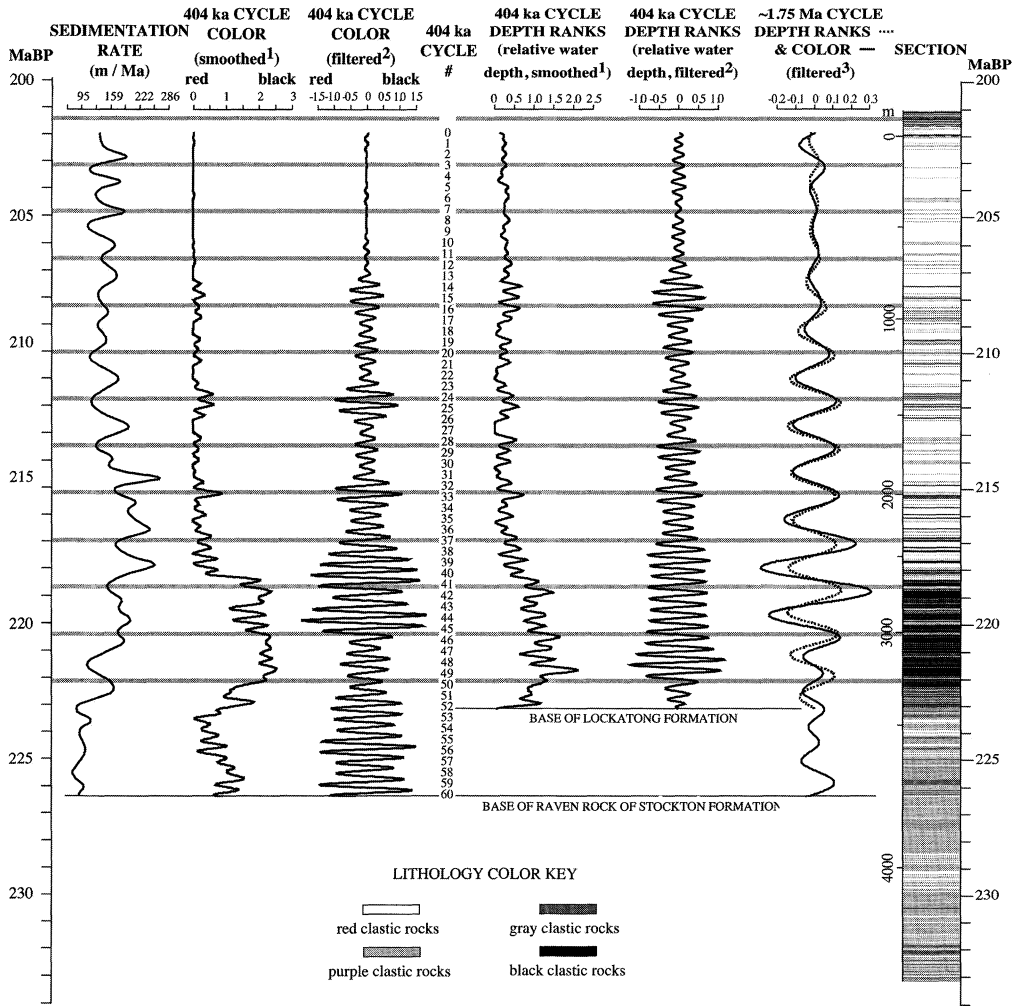 SEDIMENTATION
RATE
(m / Ma)
95 159 222 286
404 ka CYCLE
COLOR
(smoothed1)
red black
0 1 2 3
404 ka CYCLE
COLOR
(filtered2)
red black
-1.5-1.0-0.5 0 0.5 1.0 1.5
404 ka
CYCLE
#
404 ka CYCLE
DEPTH RANKS
(relative water
depth, smoothed1)
0 0.5 1.0 1.5 2.0 2.5
404 ka CYCLE
DEPTH RANKS
(relative water
depth, filtered2)
-1.0 -0.5 0 0.5 1.0
~1.75 Ma CYCLE
DEPTH RANKS
& COLOR
(filtered3)
-0.2 -0.1 0 0.1 0.2 0.3
SECTION
MaBP
200
205
210
215
220
225
230
0
1
2
3
4
5
6
7
8
9
10
11
12
13
14
15
16
17
18
19
20
21
22
23
24
25
26
27
28
29
30
31
32
33
34
35
36
37
38
39
40
41
42
43
44
45
46
47
48
49
50
51
52
53
54
55
56
57
58
59
60
m
0
1000
2000
3000
4000
MaBP
200
205
210
215
220
225
230
BASE OF LOCKATONG FORMATION
BASE OF RAVEN ROCK OF STOCKTON FORMATION
LITHOLOGY COLOR KEY
red clastic rocks
gray clastic rocks
purple clastic rocks
black clastic rocks